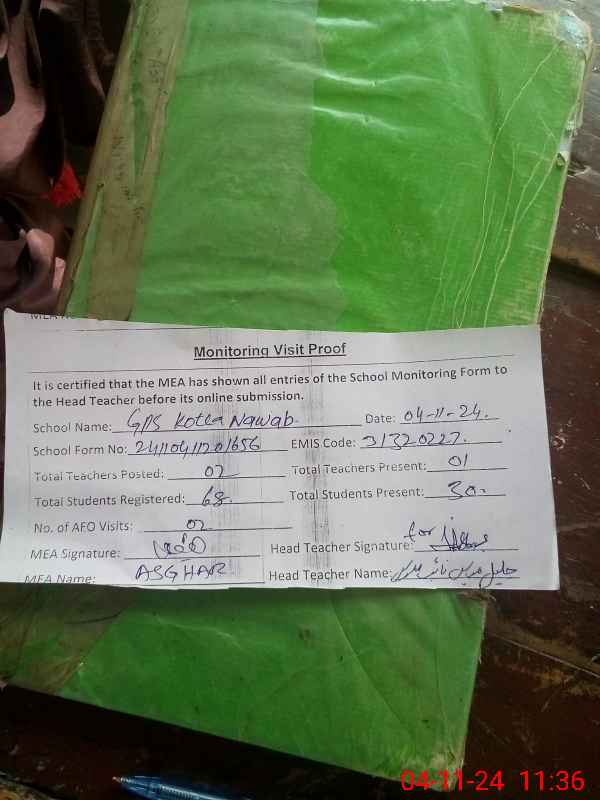 Monitoring Visit Proof
It is certified that the MEA has shown all entries of the School Monitoring Form to
the Head Teacher before its online submission.
School Name: GPS Kotla Nawab. Date: 04-11-24.
School Form No: EMIS Code: 31320227.
Total Teachers Posted: 02 Total Teachers Present: 01
Total Students Registered: 68. Total Students Present: 30.
No. of AEO Visits: 02
MEA Signature: Head Teacher Signature: for
MEA Name: ASGHAR Head Teacher Name:
04-11-24 11:36